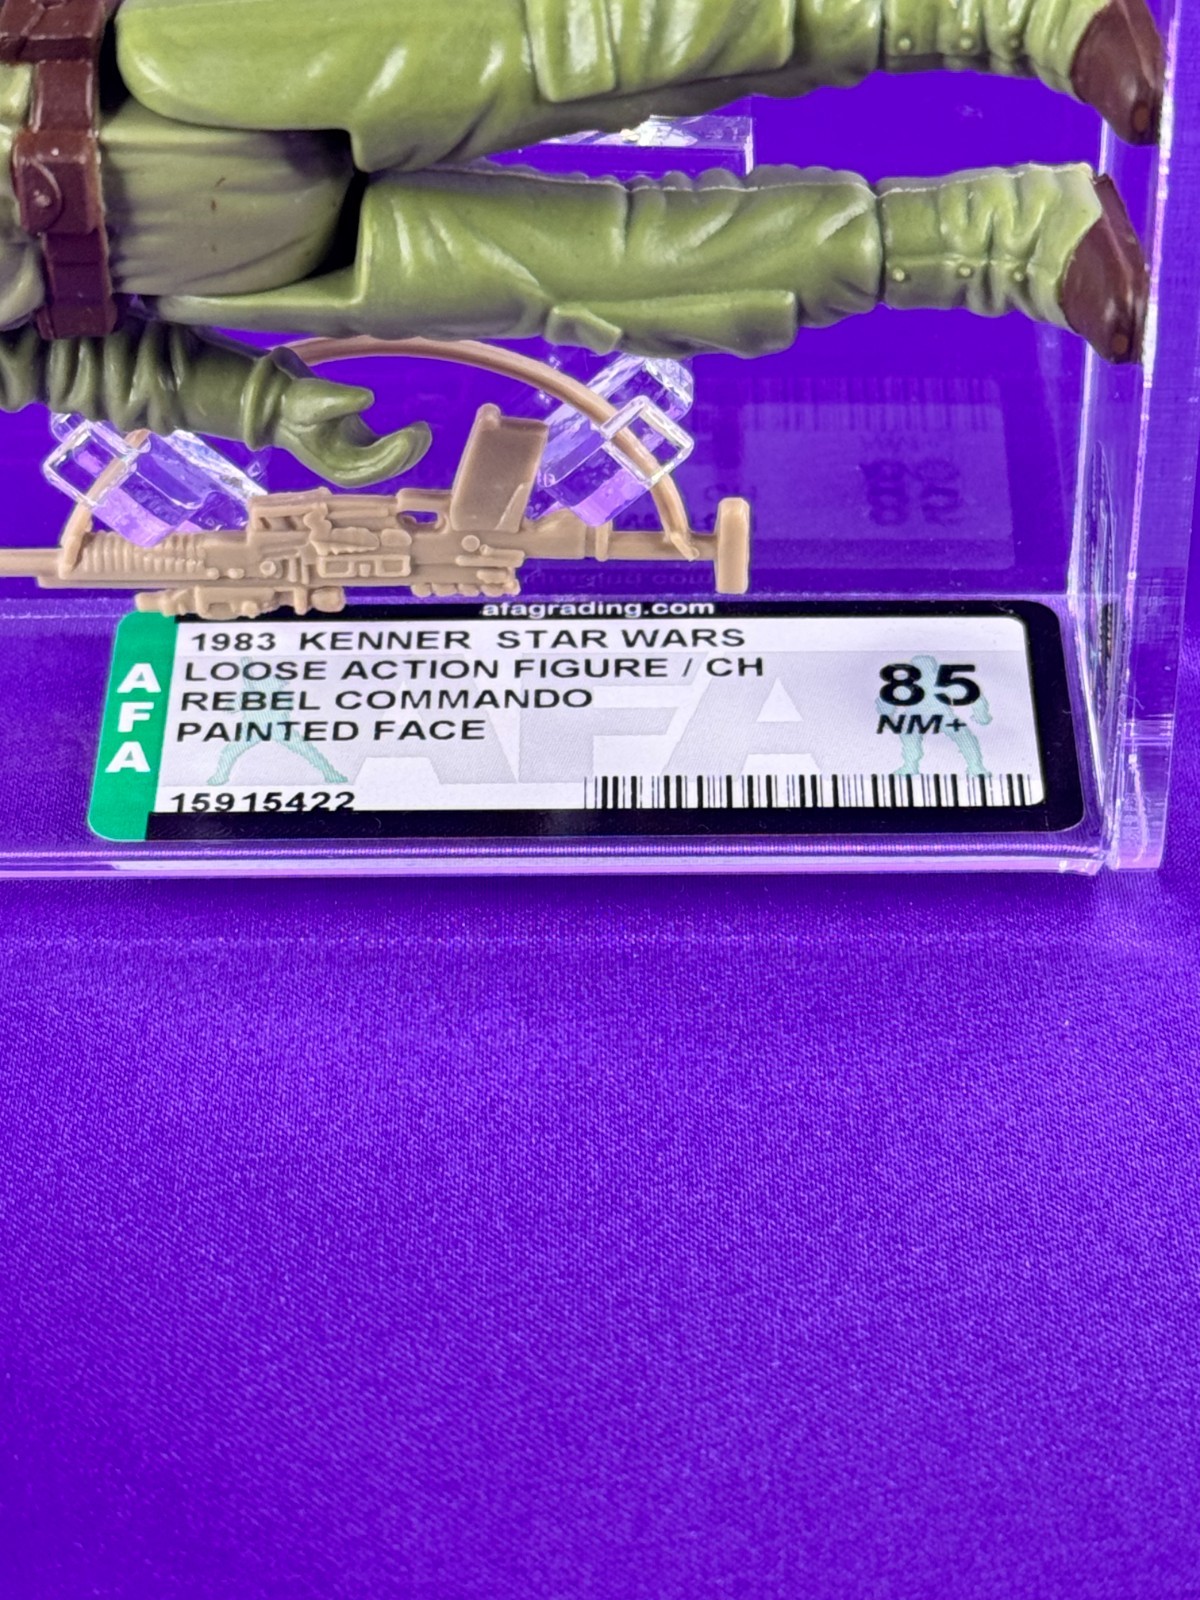 afagrading.com
AFA
1983 KENNER STAR WARS
LOOSE ACTION FIGURE / CH
REBEL COMMANDO
PAINTED FACE
85
NM+
15915422